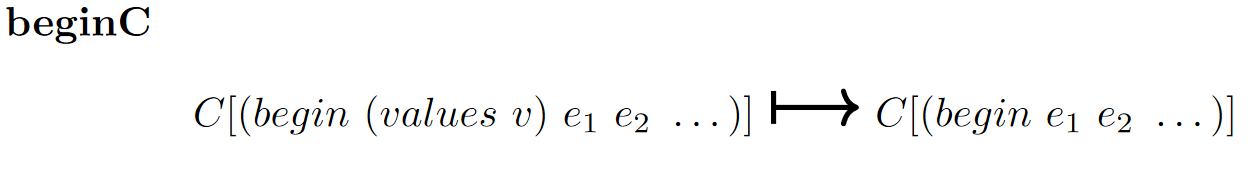 beginC
C[(begin (values v) e₁ e₂ …)] ⟼ C[(begin e₁ e₂ …)]